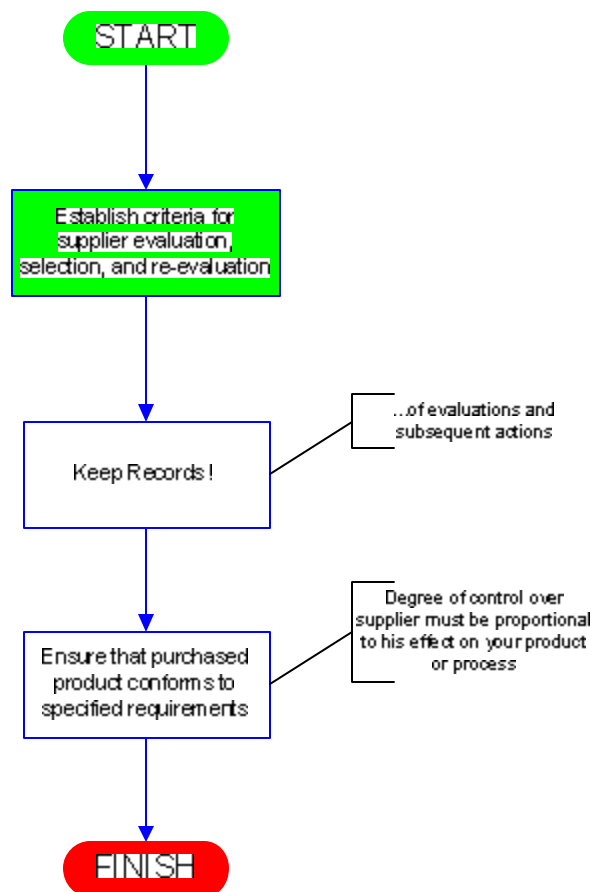 START
Establish criteria for
supplier evaluation,
selection, and re-evaluation
Keep Records!
...of evaluations and
subsequent actions
Ensure that purchased
product conforms to
specified requirements
Degree of control over
supplier must be proportional
to his effect on your product
or process
FINISH